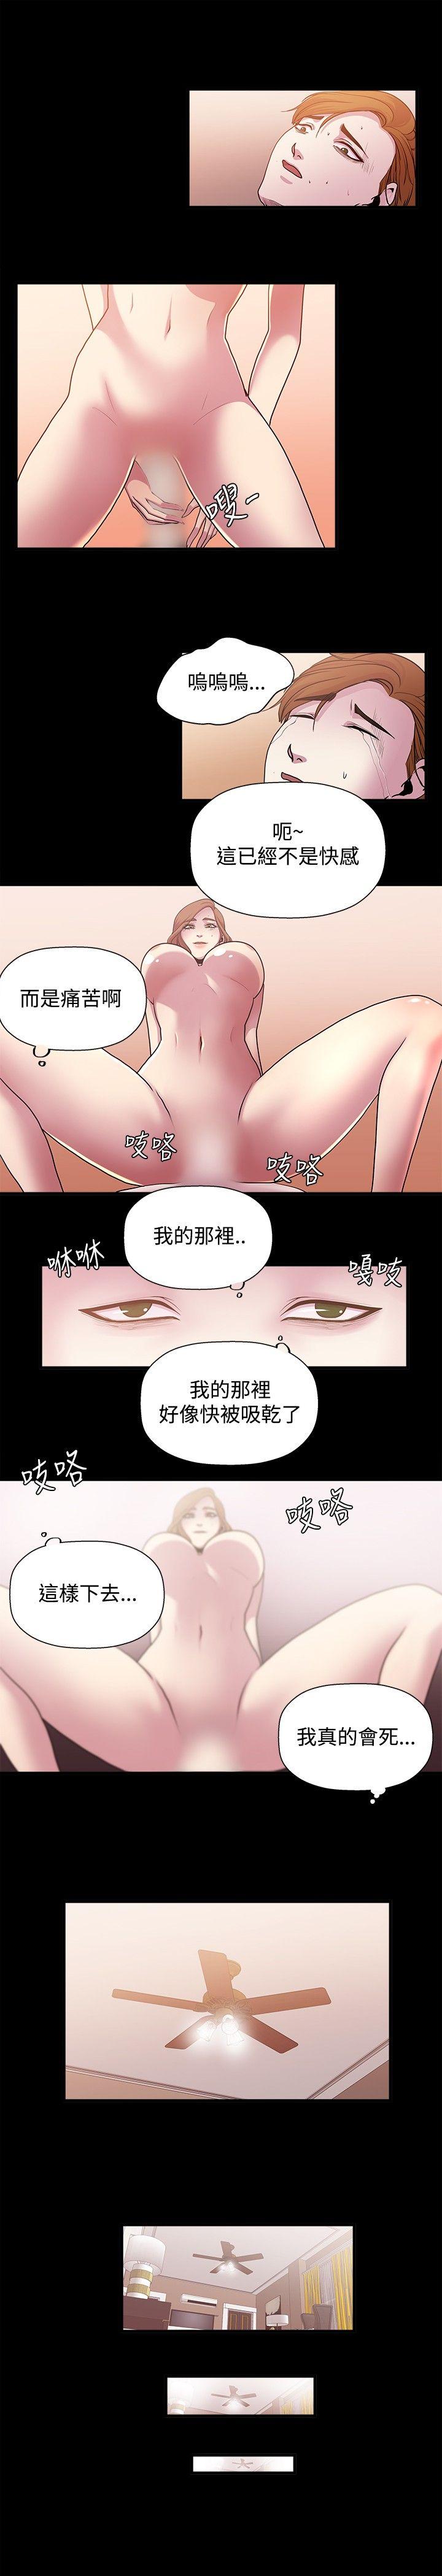 嗖~
嗚嗚嗚...
呃~
這已經不是快感
而是痛苦啊
吱咯
吱咯
我的那裡..
咻咻
嘎吱
我的那裡
好像快被吸乾了
吱咯
吱咯
這樣下去...
我真的會死...